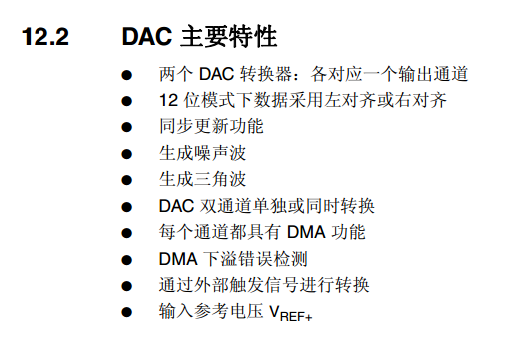 12.2 DAC 主要特性
● 两个 DAC 转换器：各对应一个输出通道
● 12 位模式下数据采用左对齐或右对齐
● 同步更新功能
● 生成噪声波
● 生成三角波
● DAC 双通道单独或同时转换
● 每个通道都具有 DMA 功能
● DMA 下溢错误检测
● 通过外部触发信号进行转换
● 输入参考电压 VREF+